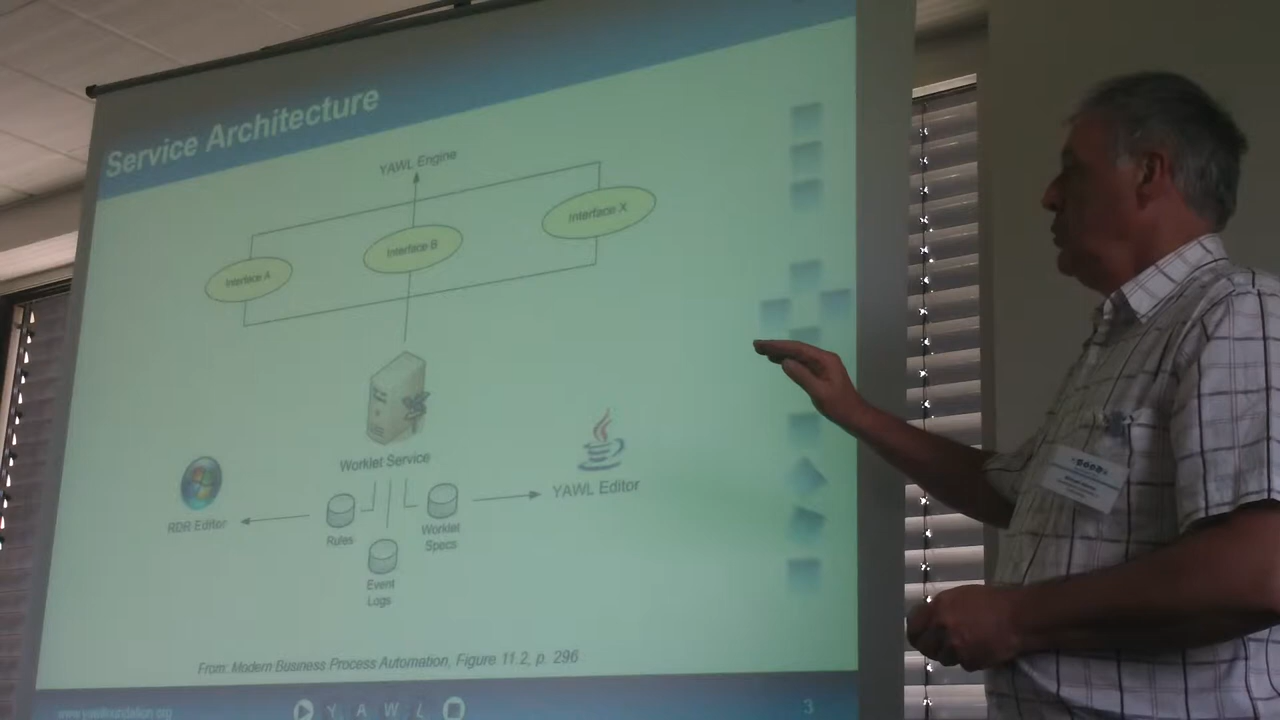 Service Architecture
YAWL Engine
Interface A
Interface B
Interface X
Worklet Service
RDR Editor
Rules
Worklet
Specs
YAWL Editor
Event
Logs
From: Modern Business Process Automation, Figure 11.2, p. 296
www.yawlfoundation.org
Y A W L
3